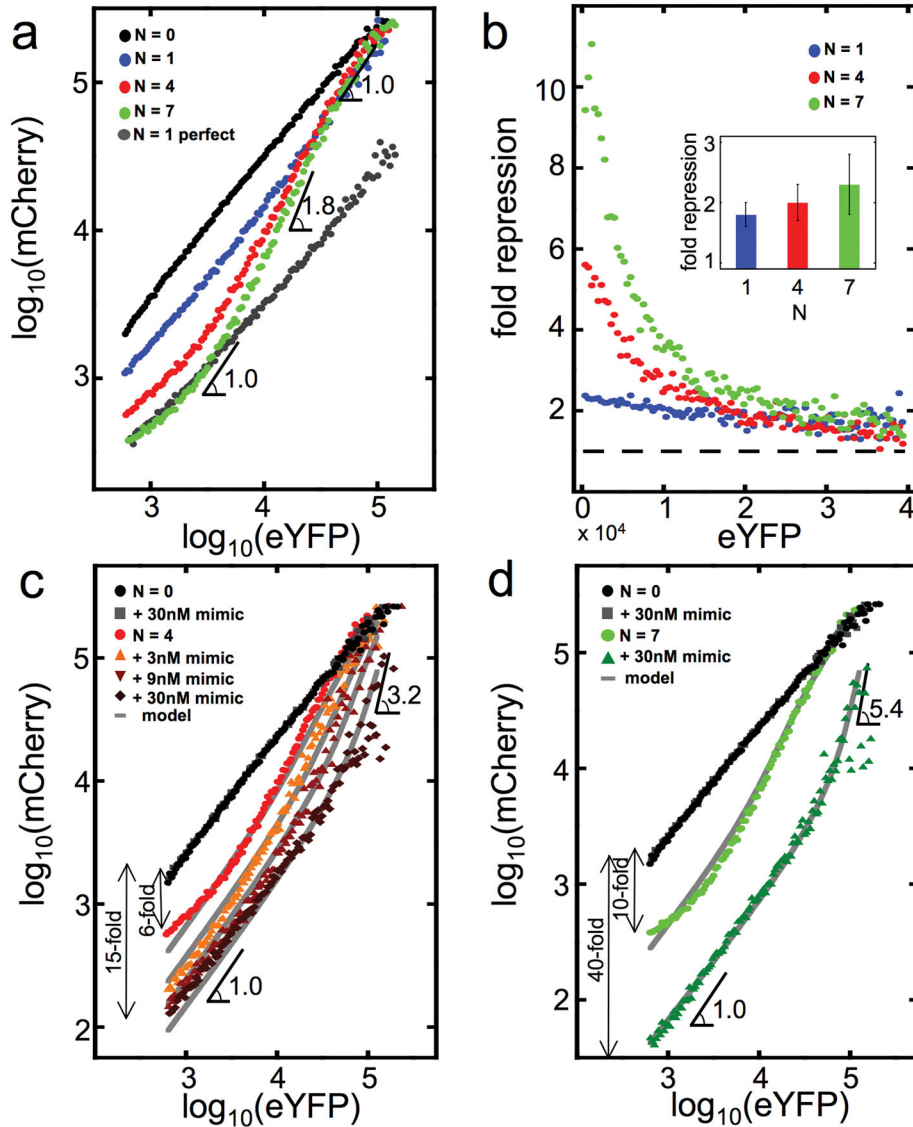 a
N = 0
N = 1
N = 4
N = 7
N = 1 perfect
1.0
1.8
1.0
5
4
3
log10(mCherry)
3
4
5
log10(eYFP)
b
N = 1
N = 4
N = 7
10
8
6
4
2
fold repression
3
2
1
fold repression
1
4
7
N
0
1
2
3
4
x 10⁴
eYFP
c
N = 0
+ 30nM mimic
N = 4
+ 3nM mimic
+ 9nM mimic
+ 30nM mimic
model
3.2
1.0
15-fold
6-fold
5
4
3
2
log10(mCherry)
3
4
5
log10(eYFP)
d
N = 0
+ 30nM mimic
N = 7
+ 30nM mimic
model
5.4
1.0
40-fold
10-fold
5
4
3
2
log10(mCherry)
3
4
5
log10(eYFP)